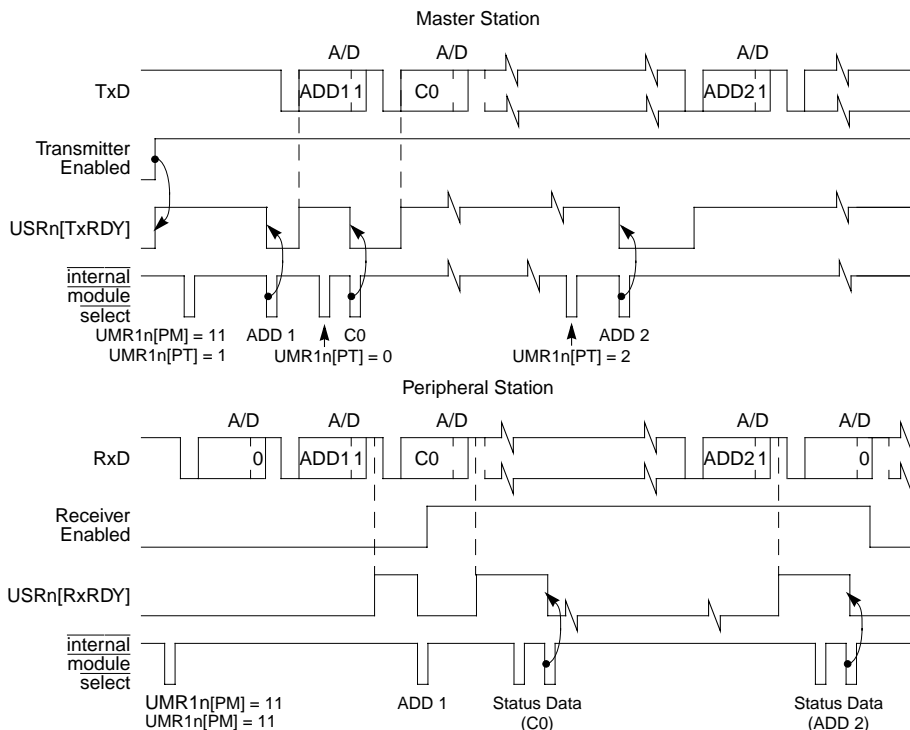 Master Station
A/D A/D A/D
TxD ADD1 1 C0 ADD2 1
Transmitter
Enabled
USRn[TxRDY]
internal
module
select
UMR1n[PM] = 11 ADD 1 C0 ADD 2
UMR1n[PT] = 1 UMR1n[PT] = 0 UMR1n[PT] = 2
Peripheral Station
A/D A/D A/D A/D A/D
RxD 0 ADD1 1 C0 ADD2 1 0
Receiver
Enabled
USRn[RxRDY]
internal
module
select
UMR1n[PM] = 11 ADD 1 Status Data Status Data
UMR1n[PM] = 11 (C0) (ADD 2)